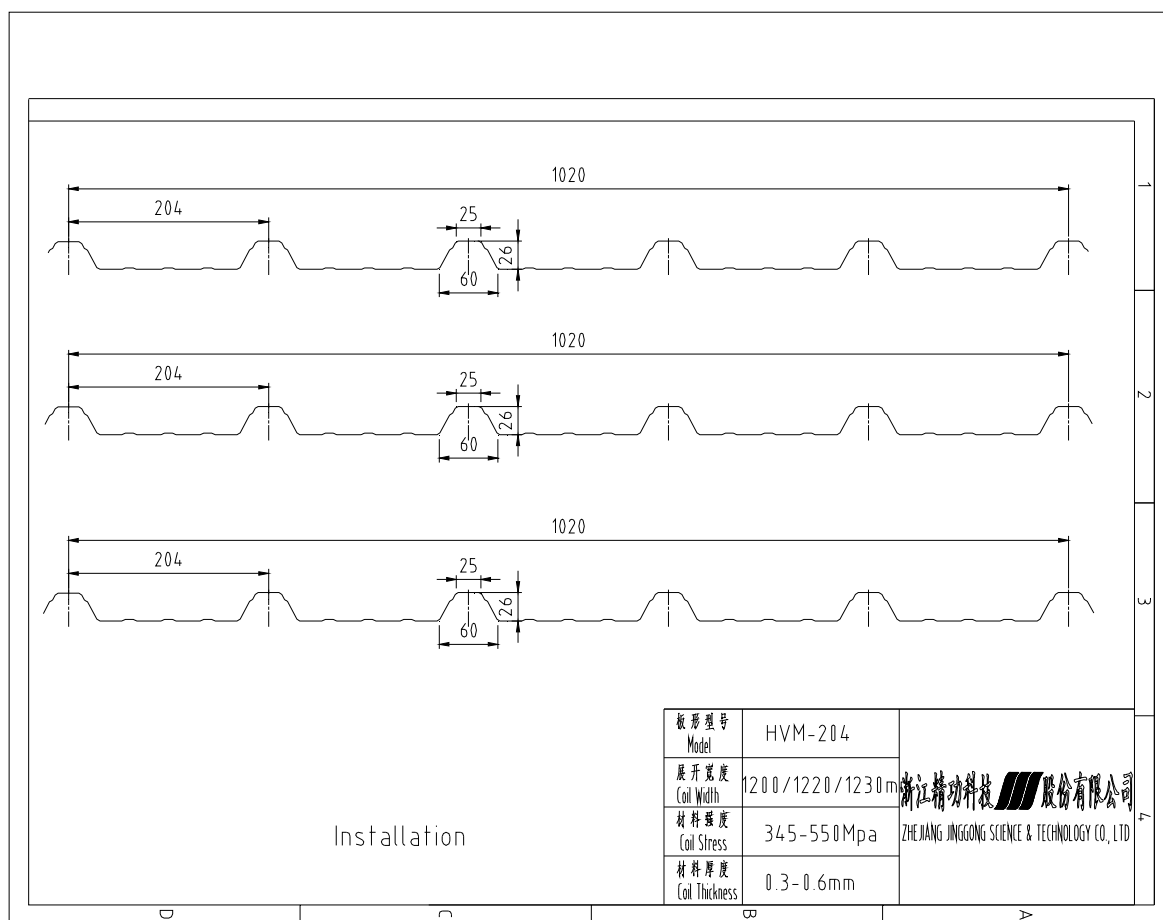 1020
204
25
26
60
1
1020
204
25
26
60
2
1020
204
25
26
60
3
Installation
板形型号
Model
HVM-204
展开宽度
Coil Width
1200/1220/1230m
材料强度
Coil Stress
345-550Mpa
材料厚度
Coil Thickness
0.3-0.6mm
浙江精功科技 股份有限公司
ZHEJIANG JINGGONG SCIENCE & TECHNOLOGY CO., LTD
4
D
C
B
A